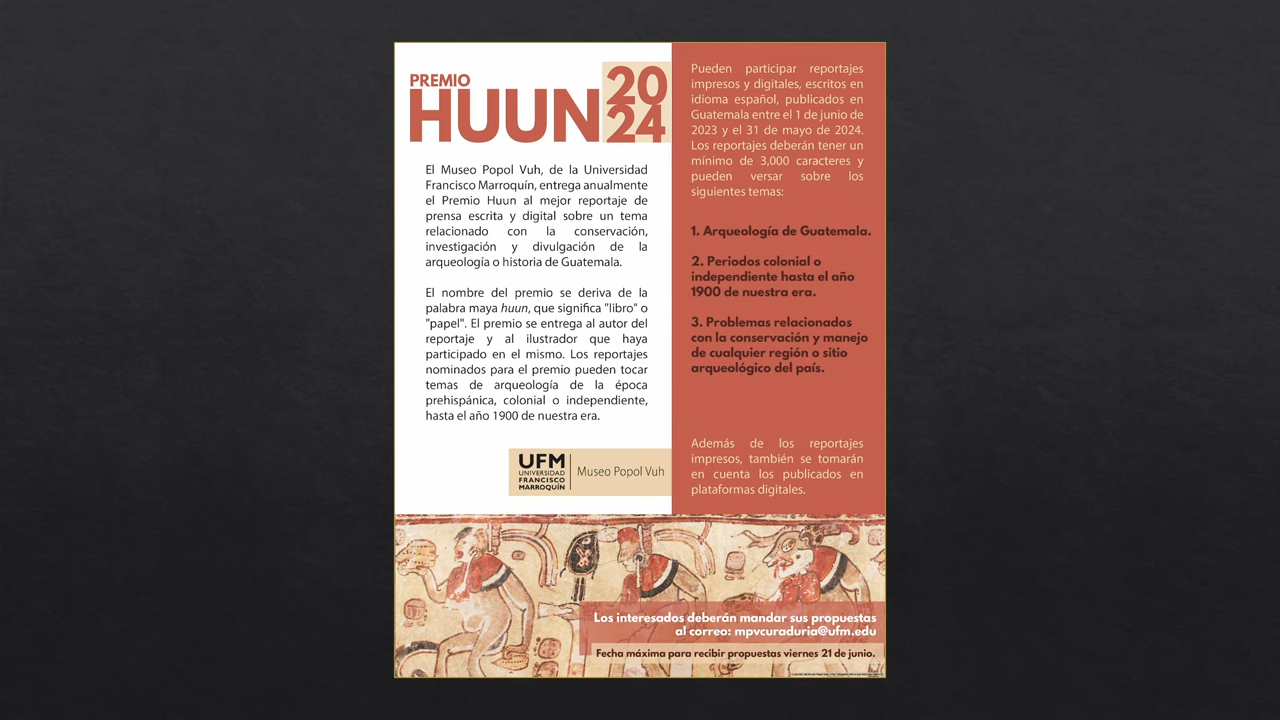 PREMIO
HUUN
20
24
El Museo Popol Vuh, de la Universidad
Francisco Marroquín, entrega anualmente
el Premio Huun al mejor reportaje de
prensa escrita y digital sobre un tema
relacionado con la conservación,
investigación y divulgación de la
arqueología o historia de Guatemala.
El nombre del premio se deriva de la
palabra maya huun, que significa "libro" o
"papel". El premio se entrega al autor del
reportaje y al ilustrador que haya
participado en el mismo. Los reportajes
nominados para el premio pueden tocar
temas de arqueología de la época
prehispánica, colonial o independiente,
hasta el año 1900 de nuestra era.
UFM
UNIVERSIDAD
FRANCISCO
MARROQUÍN
Museo Popol Vuh
Pueden participar reportajes
impresos y digitales, escritos en
idioma español, publicados en
Guatemala entre el 1 de junio de
2023 y el 31 de mayo de 2024.
Los reportajes deberán tener un
mínimo de 3,000 caracteres y
pueden versar sobre los
siguientes temas:
1. Arqueología de Guatemala.
2. Periodos colonial o
independiente hasta el año
1900 de nuestra era.
3. Problemas relacionados
con la conservación y manejo
de cualquier región o sitio
arqueológico del país.
Además de los reportajes
impresos, también se tomarán
en cuenta los publicados en
plataformas digitales.
Los interesados deberán mandar sus propuestas
al correo: mpvcuraduria@ufm.edu
Fecha máxima para recibir propuestas viernes 21 de junio.